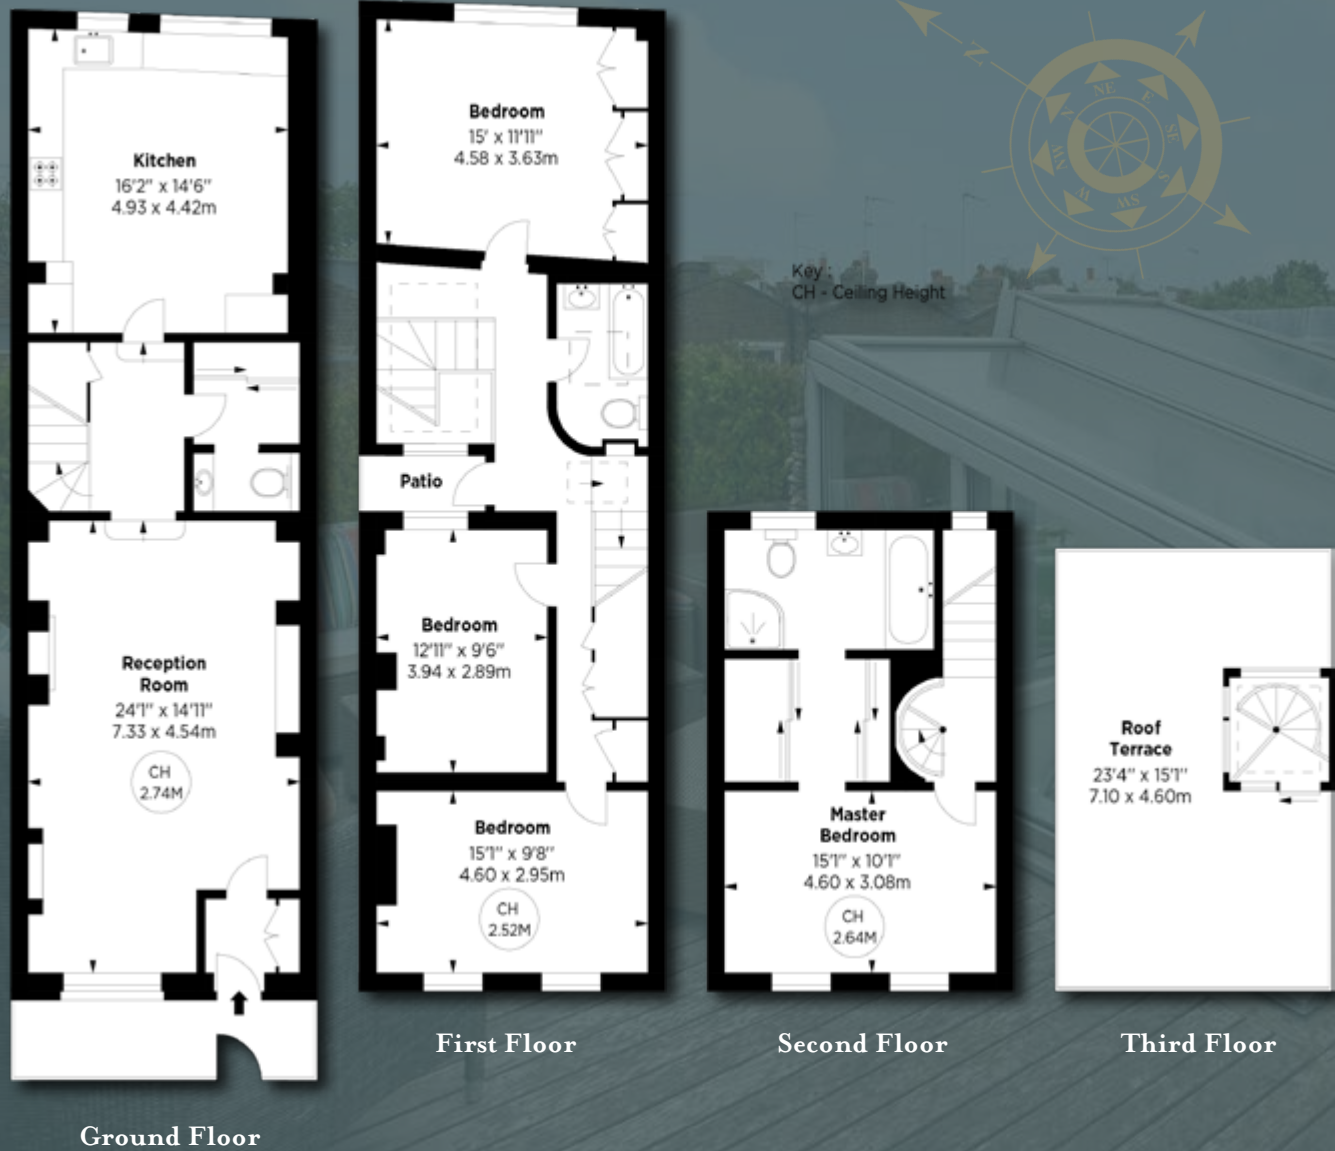 Kitchen
16'2" x 14'6"
4.93 x 4.42m
Reception
Room
24'1" x 14'11"
7.33 x 4.54m
CH
2.74M
Ground Floor
Bedroom
15' x 11'11"
4.58 x 3.63m
Patio
Bedroom
12'11" x 9'6"
3.94 x 2.89m
Bedroom
15'1" x 9'8"
4.60 x 2.95m
CH
2.52M
First Floor
Master
Bedroom
15'1" x 10'1"
4.60 x 3.08m
CH
2.64M
Second Floor
Roof
Terrace
23'4" x 15'1"
7.10 x 4.60m
Third Floor
Key :
CH - Ceiling Height
N
N
NE
E
SE
S
SW
W
NW